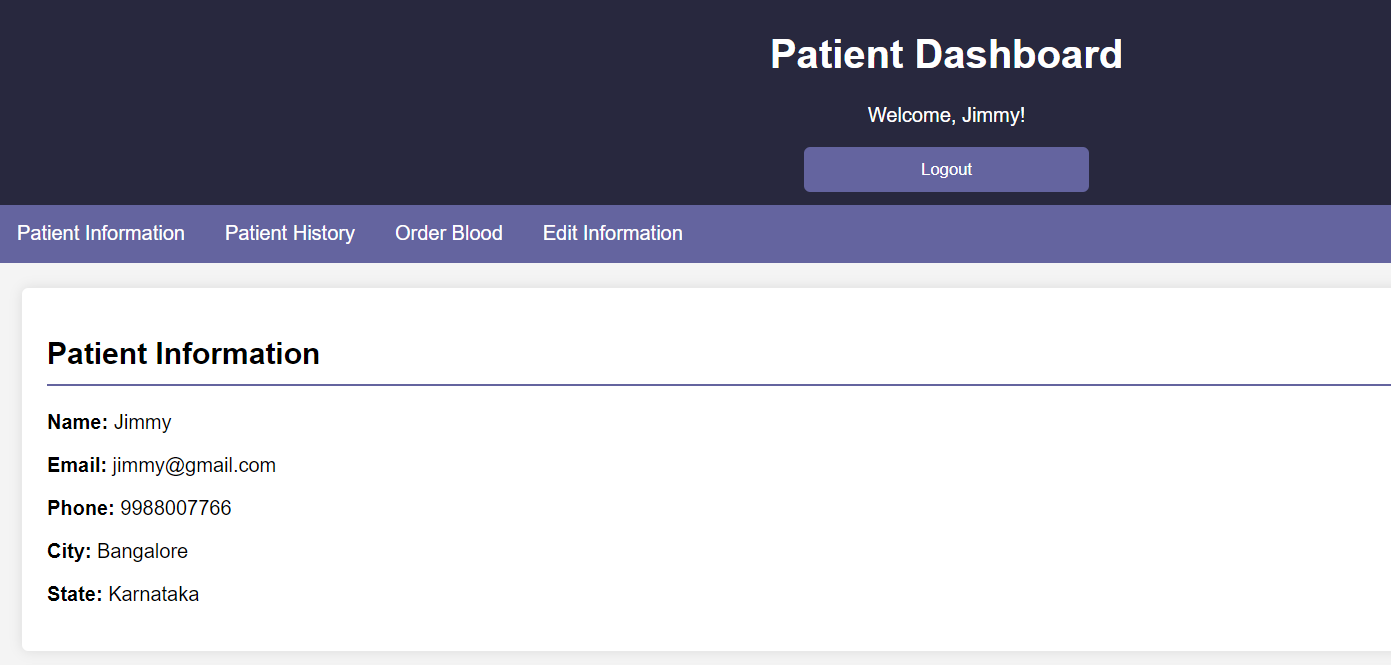 Patient Dashboard
Welcome, Jimmy!
Logout
Patient Information Patient History Order Blood Edit Information
Patient Information
Name: Jimmy
Email: jimmy@gmail.com
Phone: 9988007766
City: Bangalore
State: Karnataka